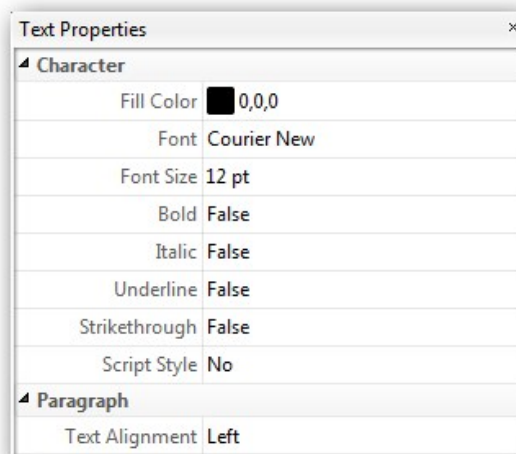 Text Properties
Character
Fill Color 0,0,0
Font Courier New
Font Size 12 pt
Bold False
Italic False
Underline False
Strikethrough False
Script Style No
Paragraph
Text Alignment Left